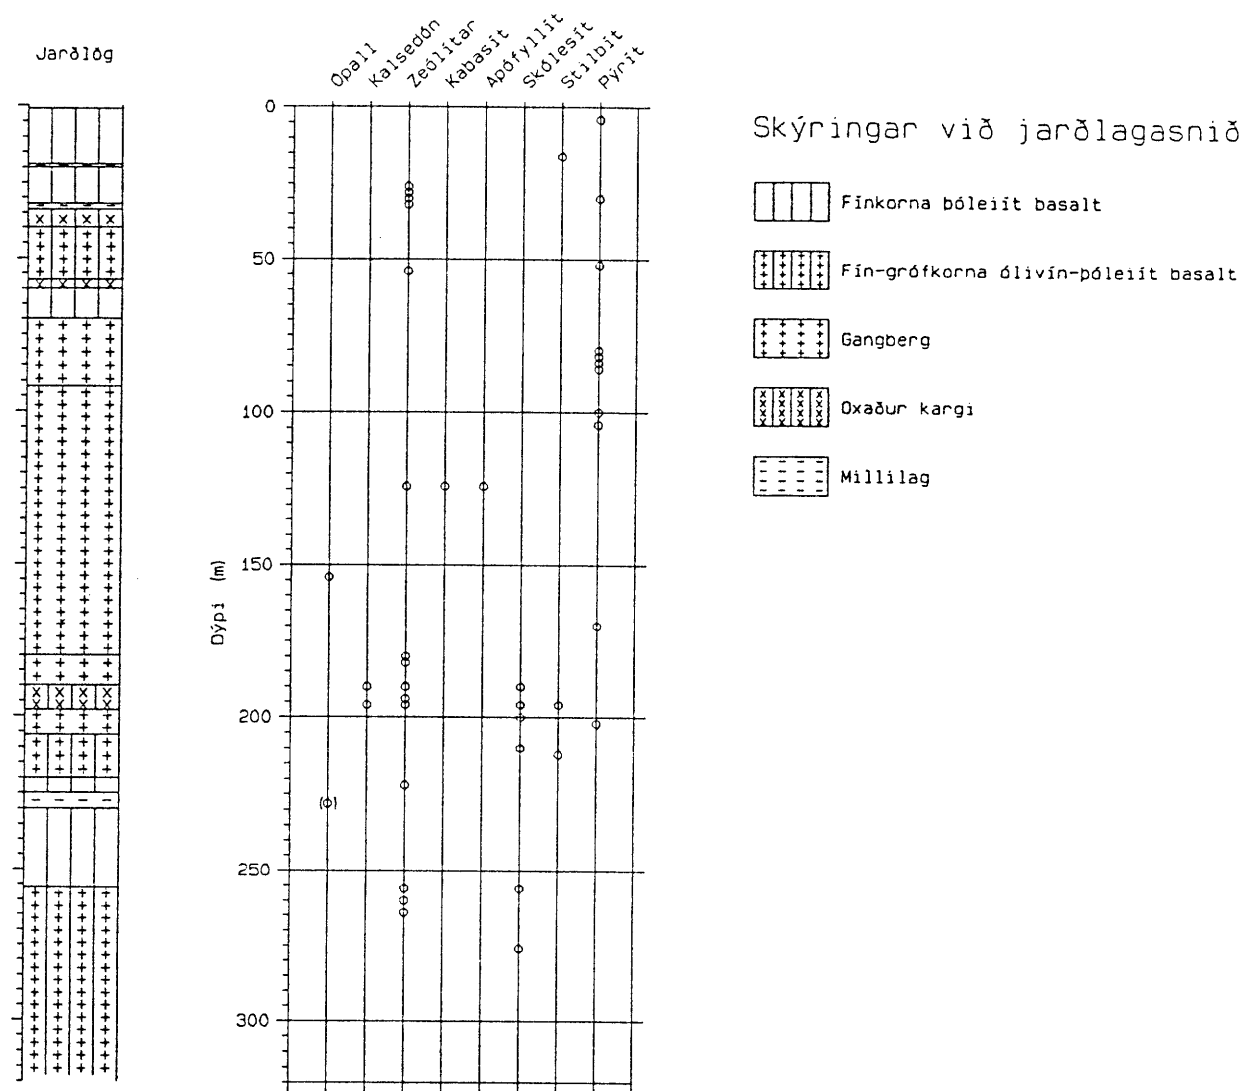 Jarðlög
Ópall
Kalsedón
Zeólítar
Kabasít
Apófyllít
Skólesít
Stilbít
Pýrít
0
50
100
150
200
250
300
Dýpi (m)
(o)
Skýringar við jarðlagasnið
Fínkorna þóleiít basalt
Fín-grófkorna ólivín-þóleiít basalt
Gangberg
Oxaður kargi
Millilag